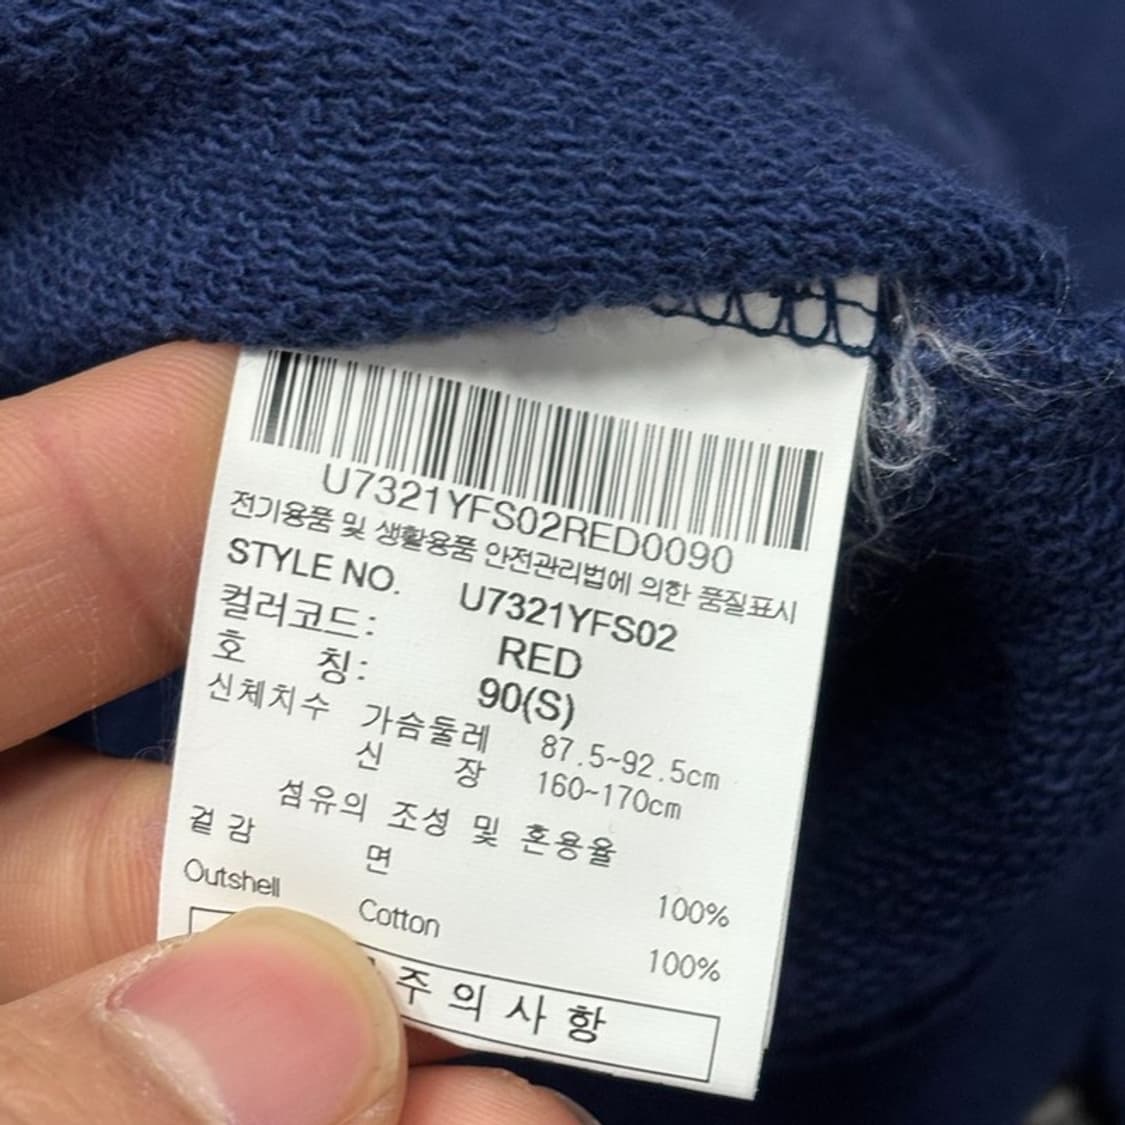 U7321YFS02RED0090
전기용품 및 생활용품 안전관리법에 의한 품질표시
STYLE NO. U7321YFS02
컬러코드: RED
호 칭: 90(S)
신체치수 가슴둘레 87.5~92.5cm
신 장 160~170cm
섬유의 조성 및 혼용율
겉감 면 100%
Outshell Cotton 100%
주의사항